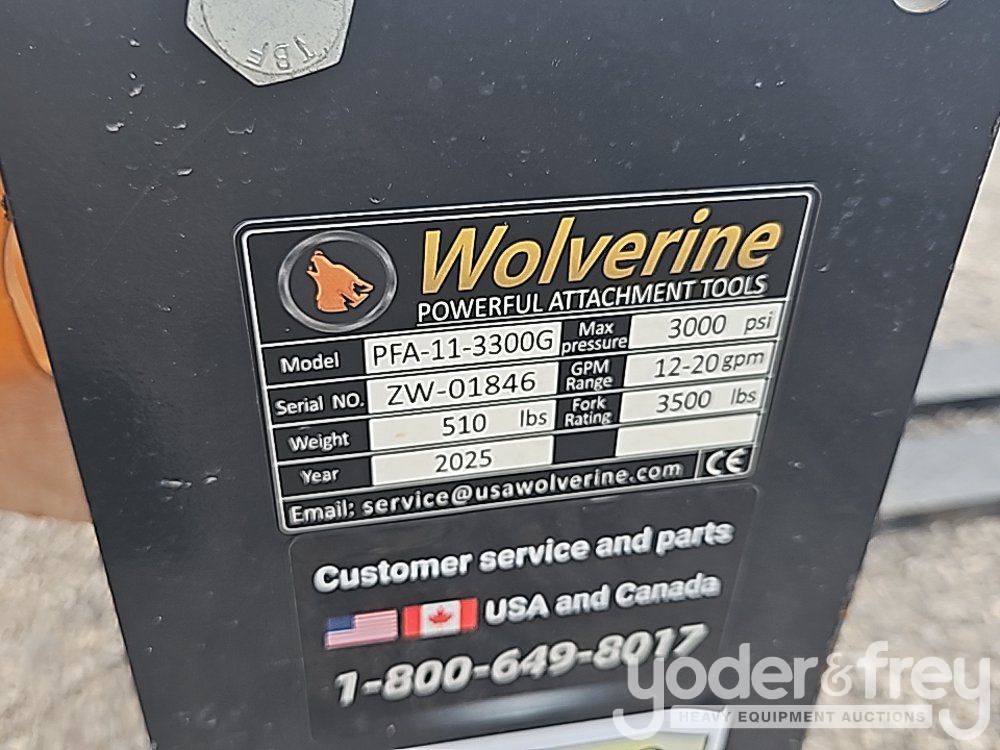 TBF
Wolverine
POWERFUL ATTACHMENT TOOLS
Model PFA-11-3300G Max pressure 3000 psi
Serial NO. ZW-01846 GPM Range 12-20gpm
Weight 510 lbs Fork Rating 3500 lbs
Year 2025
Email: service@usawolverine.com CE
Customer service and parts
USA and Canada
1-800-649-8017
yoder&frey
HEAVY EQUIPMENT AUCTIONS